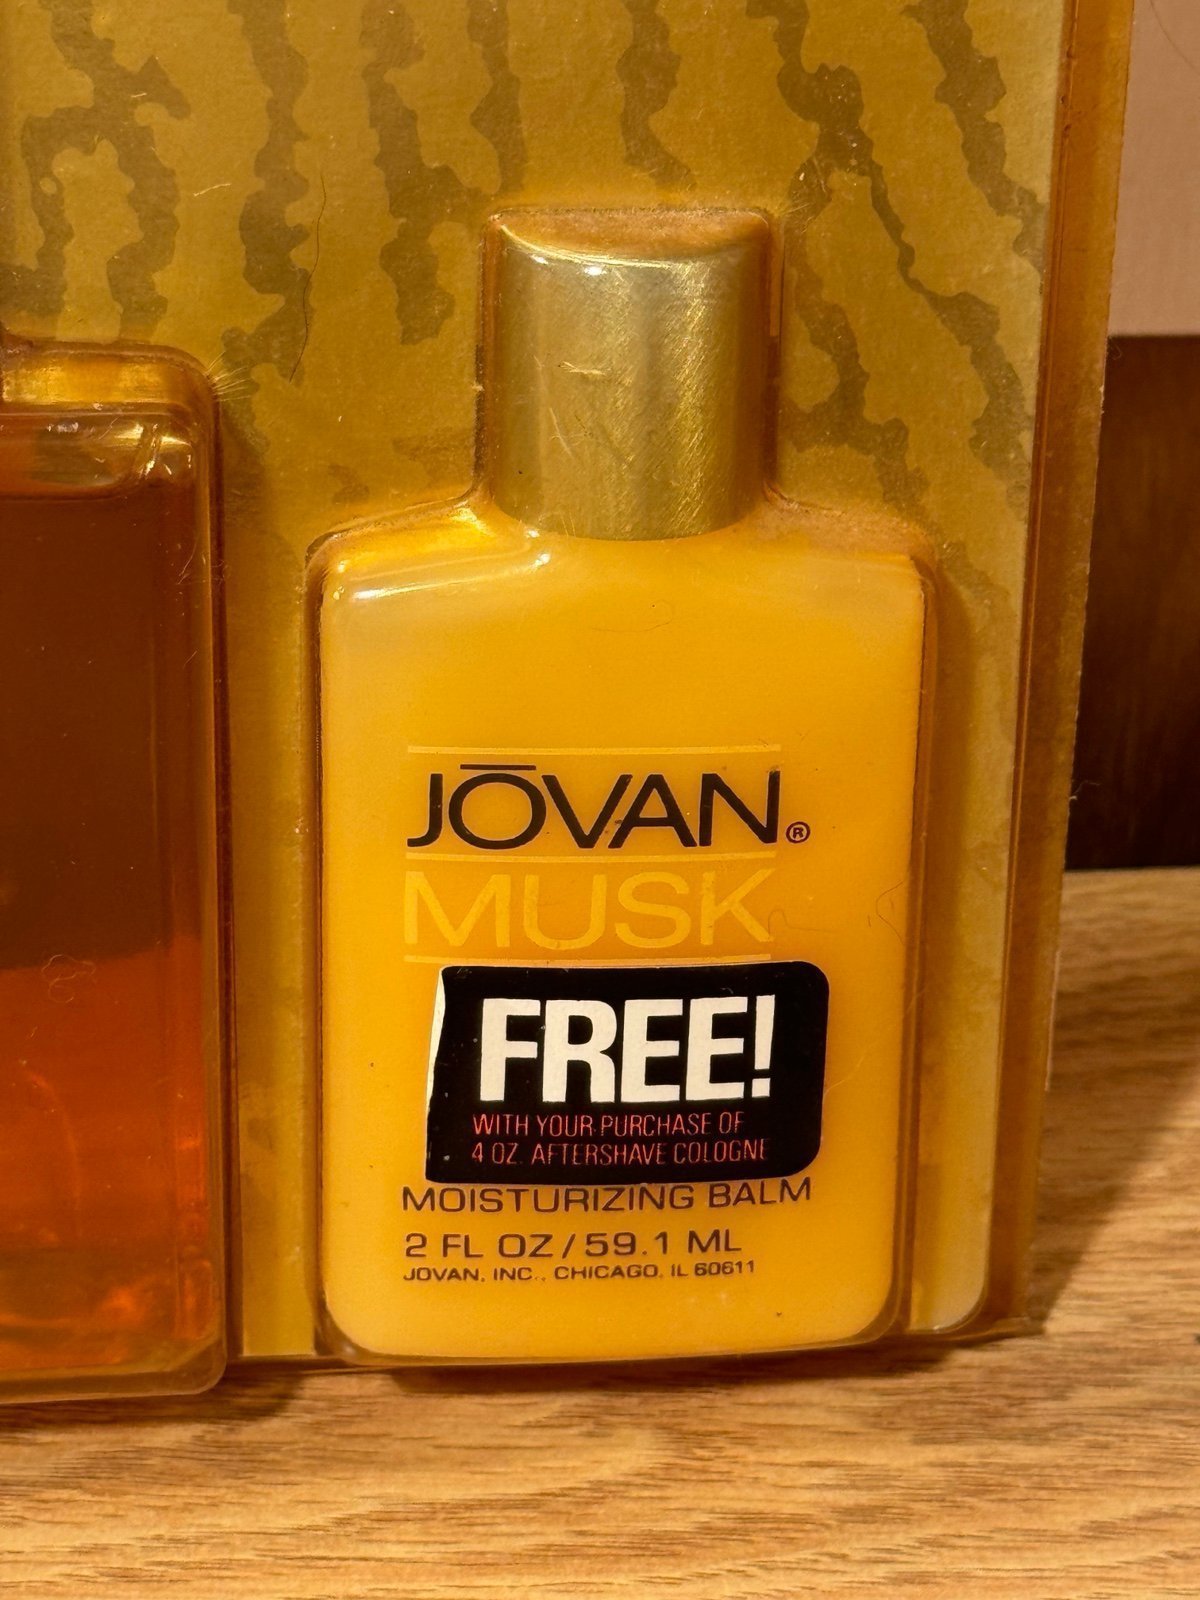 JŌVAN®
MUSK
FREE!
WITH YOUR PURCHASE OF
4 OZ. AFTERSHAVE COLOGNE
MOISTURIZING BALM
2 FL OZ / 59.1 ML
JOVAN, INC., CHICAGO, IL 60611